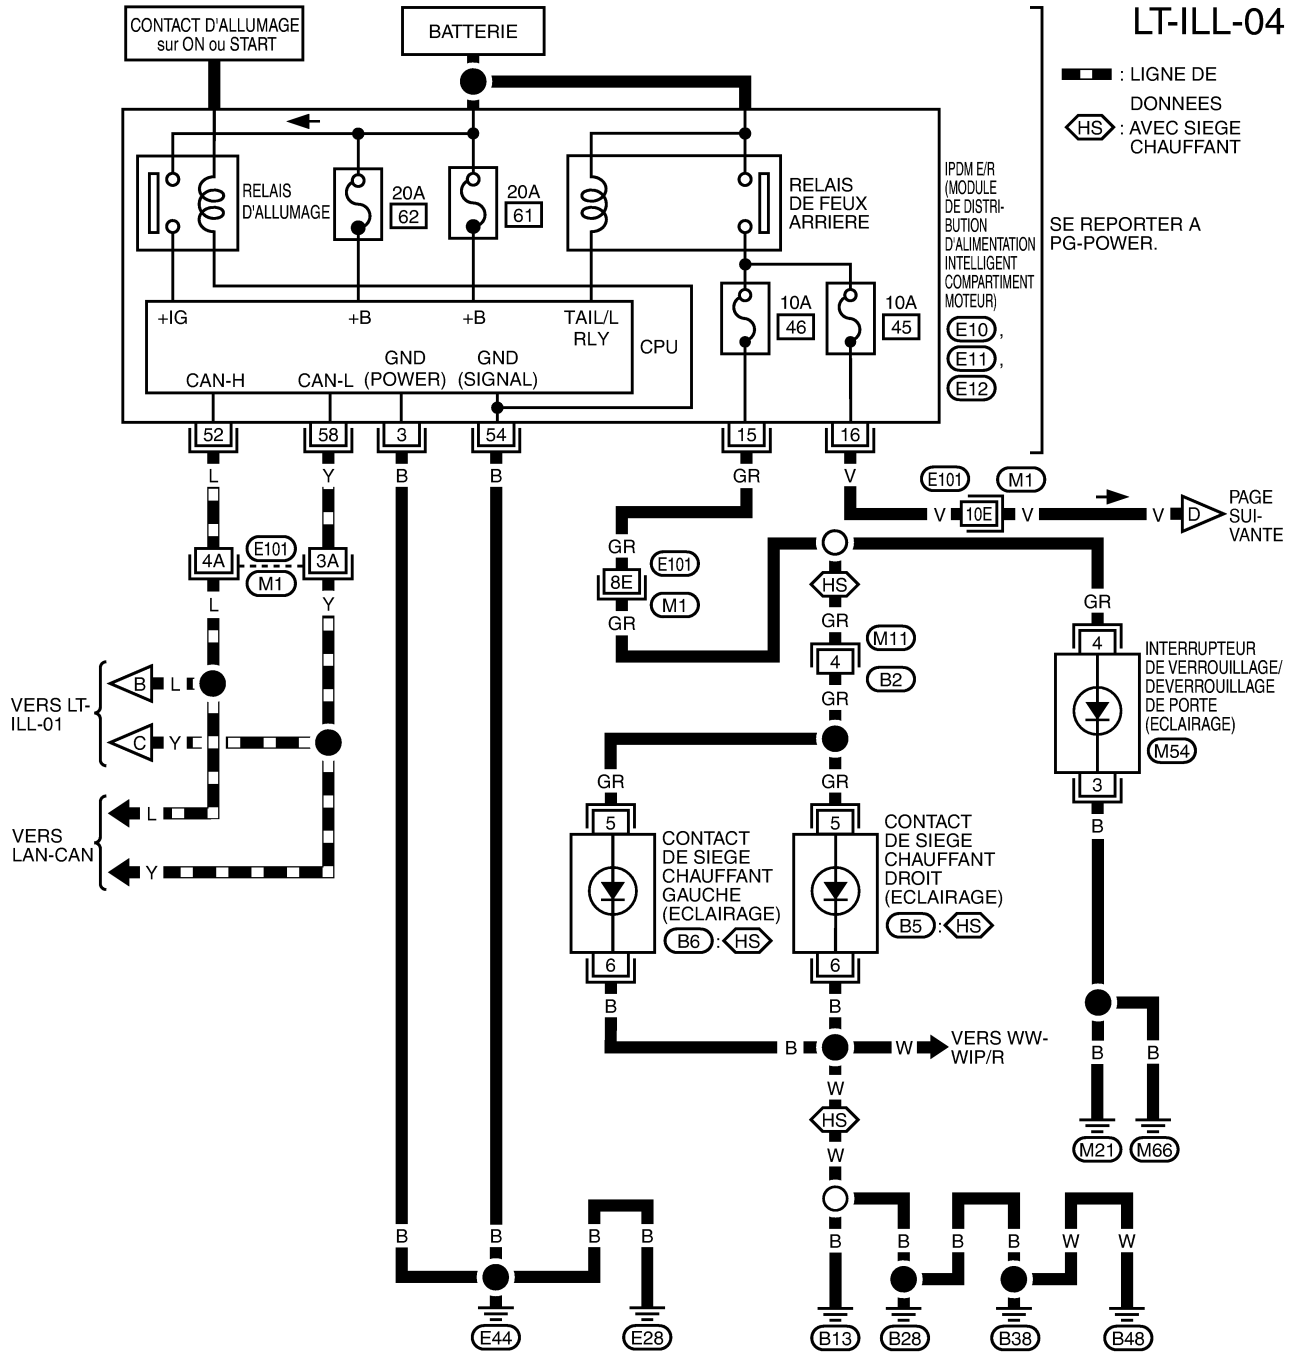 LT-ILL-04
CONTACT D'ALLUMAGE
sur ON ou START
BATTERIE
: LIGNE DE
DONNEES
HS : AVEC SIEGE
CHAUFFANT
RELAIS
D'ALLUMAGE
20A
62
20A
61
RELAIS
DE FEUX
ARRIERE
IPDM E/R
(MODULE
DE DISTRI-
BUTION
D'ALIMENTATION
INTELLIGENT
COMPARTIMENT
MOTEUR)
E10 ,
E11 ,
E12
SE REPORTER A
PG-POWER.
10A
46
10A
45
+IG
+B
+B
TAIL/L
RLY
CPU
CAN-H
CAN-L
GND
(POWER)
GND
(SIGNAL)
52
58
3
54
15
16
L
Y
B
B
GR
V
E101
M1
V
10E
V
V
D
PAGE
SUI-
VANTE
4A
E101
M1
3A
GR
8E
E101
M1
GR
L
Y
HS
GR
M11
4
B2
GR
GR
4
INTERRUPTEUR
DE VERROUILLAGE/
DEVERROUILLAGE
DE PORTE
(ECLAIRAGE)
M54
3
B
VERS LT-
ILL-01
B
L
C
Y
VERS
LAN-CAN
L
Y
GR
GR
5
CONTACT
DE SIEGE
CHAUFFANT
GAUCHE
(ECLAIRAGE)
B6 : HS
6
B
5
CONTACT
DE SIEGE
CHAUFFANT
DROIT
(ECLAIRAGE)
B5 : HS
6
B
B
W
VERS WW-
WIP/R
W
HS
W
B
B
M21
M66
B
B
B
B
B
B
B
B
W
W
E44
E28
B13
B28
B38
B48